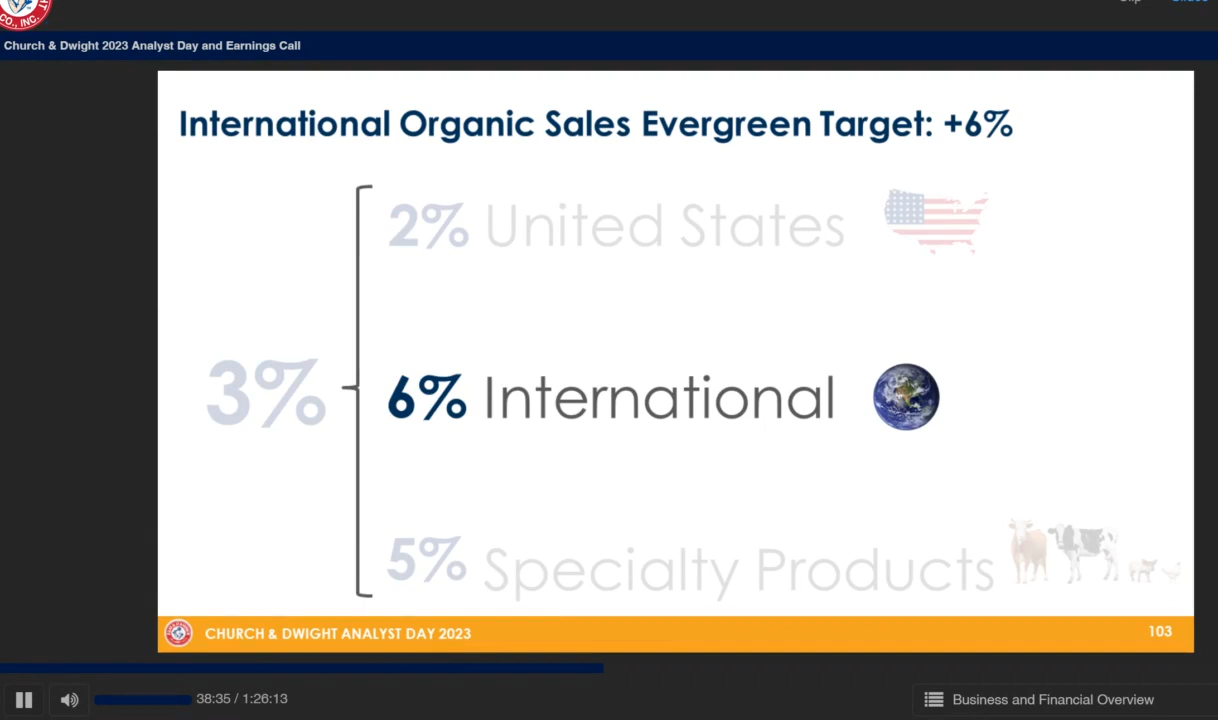 CO., INC.
Church & Dwight 2023 Analyst Day and Earnings Call
International Organic Sales Evergreen Target: +6%
2% United States
3%
6% International
5% Specialty Products
CHURCH & DWIGHT ANALYST DAY 2023
103
38:35 / 1:26:13
Business and Financial Overview